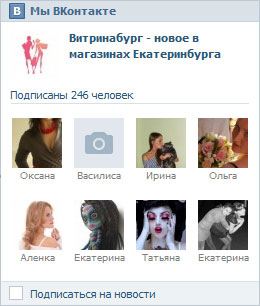 В Мы ВКонтакте
Витринабург - новое в
магазинах Екатеринбурга
Подписаны 246 человек
Оксана Василиса Ирина Ольга
Аленка Екатерина Татьяна Екатерина
Подписаться на новости